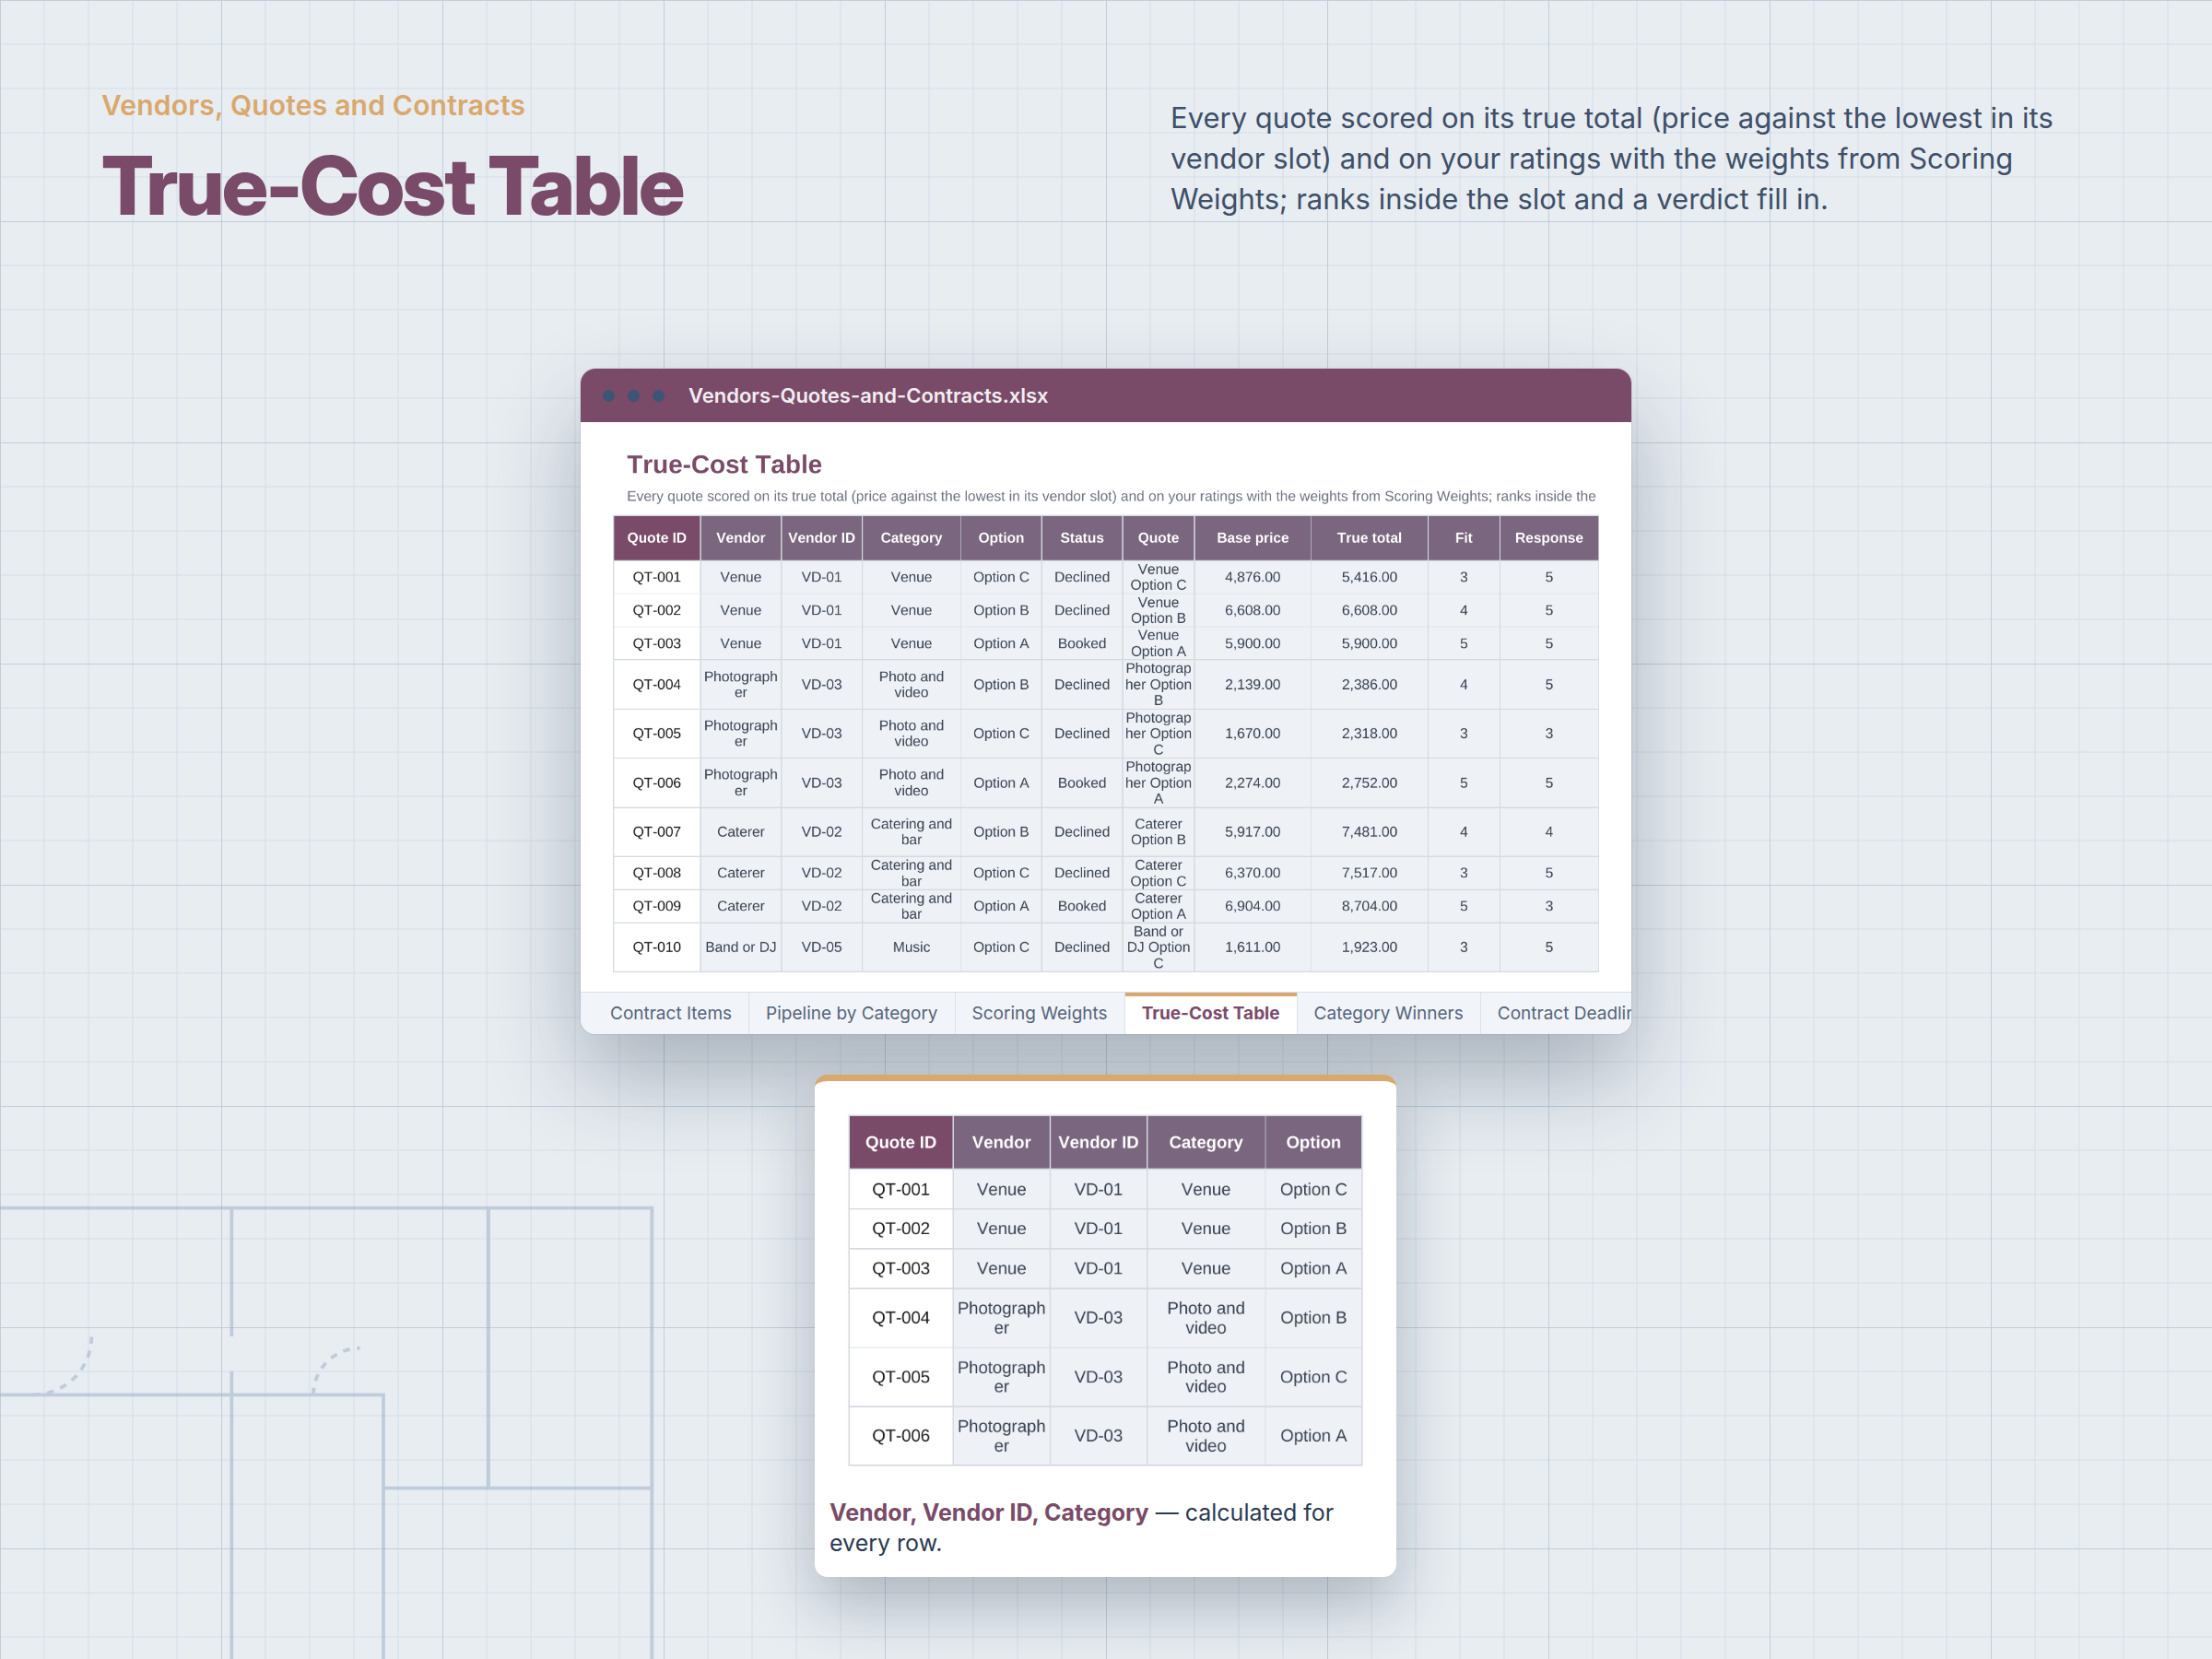 Vendors, Quotes and Contracts
True-Cost Table
Every quote scored on its true total (price against the lowest in its
vendor slot) and on your ratings with the weights from Scoring
Weights; ranks inside the slot and a verdict fill in.
Vendors-Quotes-and-Contracts.xlsx
True-Cost Table
Every quote scored on its true total (price against the lowest in its vendor slot) and on your ratings with the weights from Scoring Weights; ranks inside the
Quote ID Vendor Vendor ID Category Option Status Quote Base price True total Fit Response
QT-001 Venue VD-01 Venue Option C Declined Venue Option C 4,876.00 5,416.00 3 5
QT-002 Venue VD-01 Venue Option B Declined Venue Option B 6,608.00 6,608.00 4 5
QT-003 Venue VD-01 Venue Option A Booked Venue Option A 5,900.00 5,900.00 5 5
QT-004 Photographer VD-03 Photo and video Option B Declined Photographer Option B 2,139.00 2,386.00 4 5
QT-005 Photographer VD-03 Photo and video Option C Declined Photographer Option C 1,670.00 2,318.00 3 3
QT-006 Photographer VD-03 Photo and video Option A Booked Photographer Option A 2,274.00 2,752.00 5 5
QT-007 Caterer VD-02 Catering and bar Option B Declined Caterer Option B 5,917.00 7,481.00 4 4
QT-008 Caterer VD-02 Catering and bar Option C Declined Caterer Option C 6,370.00 7,517.00 3 5
QT-009 Caterer VD-02 Catering and bar Option A Booked Caterer Option A 6,904.00 8,704.00 5 3
QT-010 Band or DJ VD-05 Music Option C Declined Band or DJ Option C 1,611.00 1,923.00 3 5
Contract Items Pipeline by Category Scoring Weights True-Cost Table Category Winners Contract Deadlin
Quote ID Vendor Vendor ID Category Option
QT-001 Venue VD-01 Venue Option C
QT-002 Venue VD-01 Venue Option B
QT-003 Venue VD-01 Venue Option A
QT-004 Photographer VD-03 Photo and video Option B
QT-005 Photographer VD-03 Photo and video Option C
QT-006 Photographer VD-03 Photo and video Option A
Vendor, Vendor ID, Category — calculated for
every row.